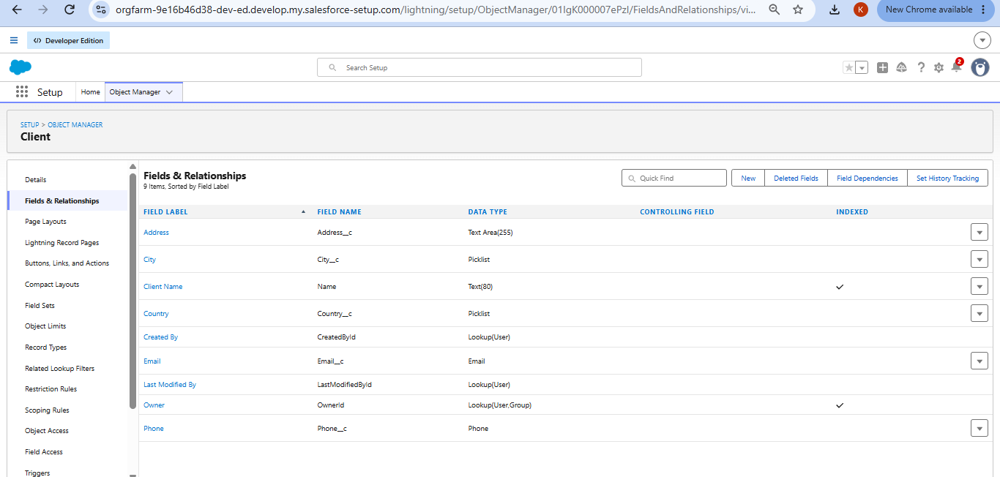 orgfarm-9e16b46d38-dev-ed.develop.my.salesforce-setup.com/lightning/setup/ObjectManager/01IgK000007ePzl/FieldsAndRelationships/vi...
K
New Chrome available
</> Developer Edition
Search Setup
2
Setup Home Object Manager
SETUP > OBJECT MANAGER
Client
Details
Fields & Relationships
Page Layouts
Lightning Record Pages
Buttons, Links, and Actions
Compact Layouts
Field Sets
Object Limits
Record Types
Related Lookup Filters
Restriction Rules
Scoping Rules
Object Access
Field Access
Triggers
Fields & Relationships
9 Items, Sorted by Field Label
Quick Find New Deleted Fields Field Dependencies Set History Tracking
FIELD LABEL FIELD NAME DATA TYPE CONTROLLING FIELD INDEXED
Address Address__c Text Area(255)
City City__c Picklist
Client Name Name Text(80)
Country Country__c Picklist
Created By CreatedById Lookup(User)
Email Email__c Email
Last Modified By LastModifiedById Lookup(User)
Owner OwnerId Lookup(User,Group)
Phone Phone__c Phone